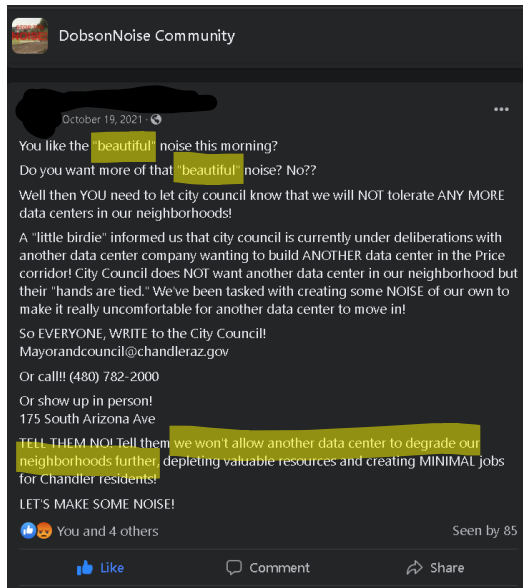 DobsonNoise Community
October 19, 2021 ·
You like the "beautiful" noise this morning?
Do you want more of that "beautiful" noise? No??
Well then YOU need to let city council know that we will NOT tolerate ANY MORE
data centers in our neighborhoods!
A "little birdie" informed us that city council is currently under deliberations with
another data center company wanting to build ANOTHER data center in the Price
corridor! City Council does NOT want another data center in our neighborhood but
their "hands are tied." We've been tasked with creating some NOISE of our own to
make it really uncomfortable for another data center to move in!
So EVERYONE, WRITE to the City Council!
Mayorandcouncil@chandleraz.gov
Or call!! (480) 782-2000
Or show up in person!
175 South Arizona Ave
TELL THEM NO! Tell them we won't allow another data center to degrade our
neighborhoods further, depleting valuable resources and creating MINIMAL jobs
for Chandler residents!
LET'S MAKE SOME NOISE!
You and 4 others Seen by 85
Like Comment Share